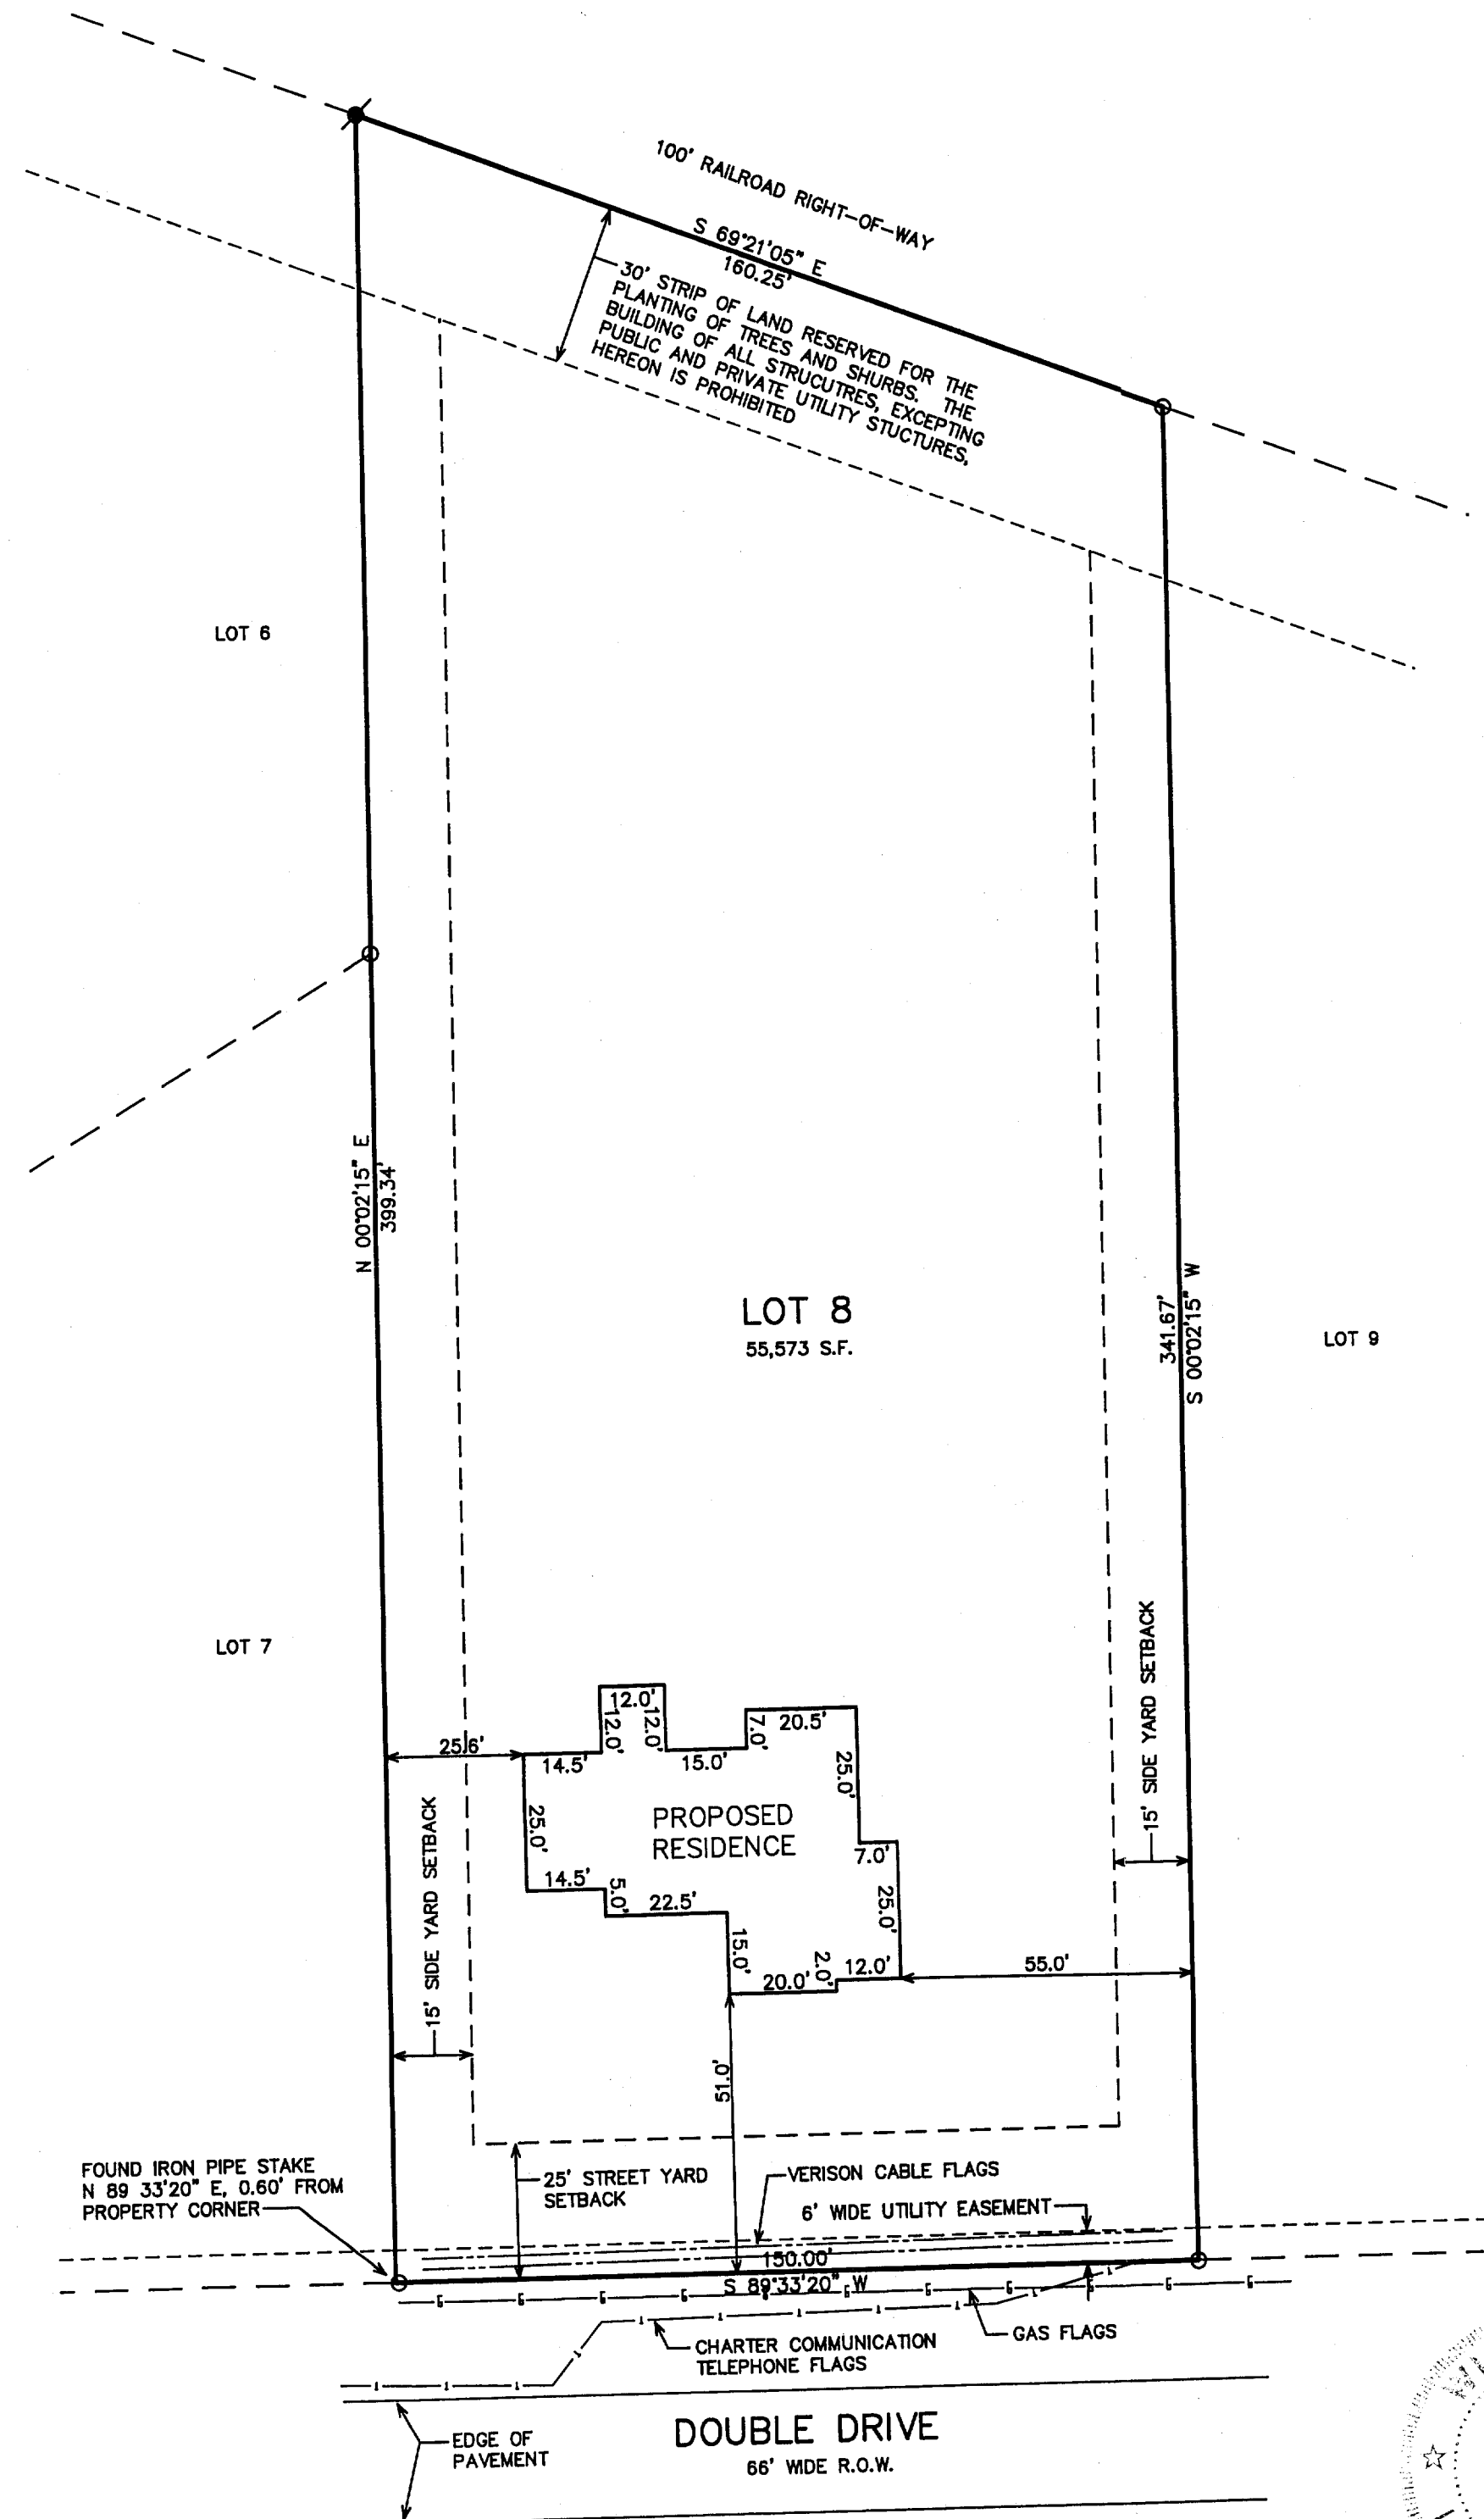 100' RAILROAD RIGHT-OF-WAY
S 69°21'05" E
160.25'
30' STRIP OF LAND RESERVED FOR THE
PLANTING OF TREES AND SHURBS. THE
BUILDING OF ALL STRUCUTRES, EXCEPTING
PUBLIC AND PRIVATE UTILITY STUCTURES,
HEREON IS PROHIBITED
LOT 6
N 00°02'15" E
399.34'
LOT 8
55,573 S.F.
341.67'
S 00°02'15" W
LOT 9
LOT 7
15' SIDE YARD SETBACK
12.0'
12.0'
12.0'
7.0'
20.5'
25.6'
14.5'
15.0'
25.0'
25.0'
PROPOSED
RESIDENCE
7.0'
15' SIDE YARD SETBACK
14.5'
5.0'
22.5'
25.0'
15.0'
2.0'
20.0'
12.0'
55.0'
51.0'
FOUND IRON PIPE STAKE
N 89 33'20" E, 0.60' FROM
PROPERTY CORNER
25' STREET YARD
SETBACK
VERISON CABLE FLAGS
6' WIDE UTILITY EASEMENT
150.00'
S 89°33'20" W
G G G G G G G G G G G
T T T T T T T
CHARTER COMMUNICATION
TELEPHONE FLAGS
GAS FLAGS
T T T
EDGE OF
PAVEMENT
DOUBLE DRIVE
66' WIDE R.O.W.